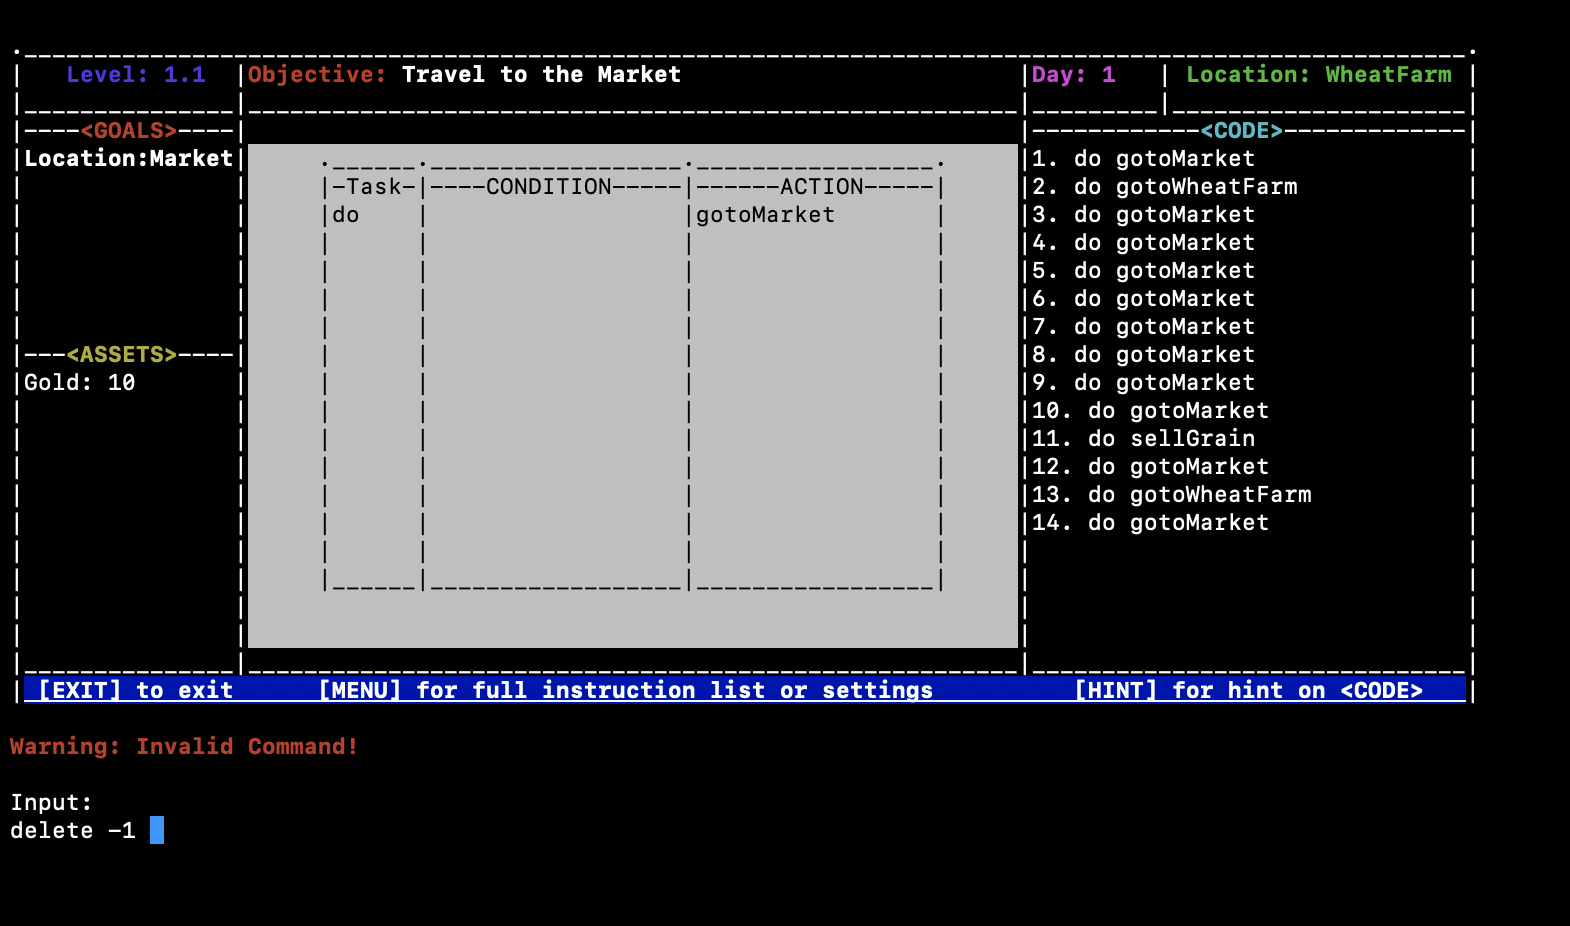 Level: 1.1 Objective: Travel to the Market Day: 1 Location: WheatFarm
----<GOALS>----
Location:Market
---<ASSETS>----
Gold: 10
-Task- ----CONDITION----- ------ACTION-----
do gotoMarket
------------<CODE>-------------
1. do gotoMarket
2. do gotoWheatFarm
3. do gotoMarket
4. do gotoMarket
5. do gotoMarket
6. do gotoMarket
7. do gotoMarket
8. do gotoMarket
9. do gotoMarket
10. do gotoMarket
11. do sellGrain
12. do gotoMarket
13. do gotoWheatFarm
14. do gotoMarket
[EXIT] to exit [MENU] for full instruction list or settings [HINT] for hint on <CODE>
Warning: Invalid Command!
Input:
delete -1